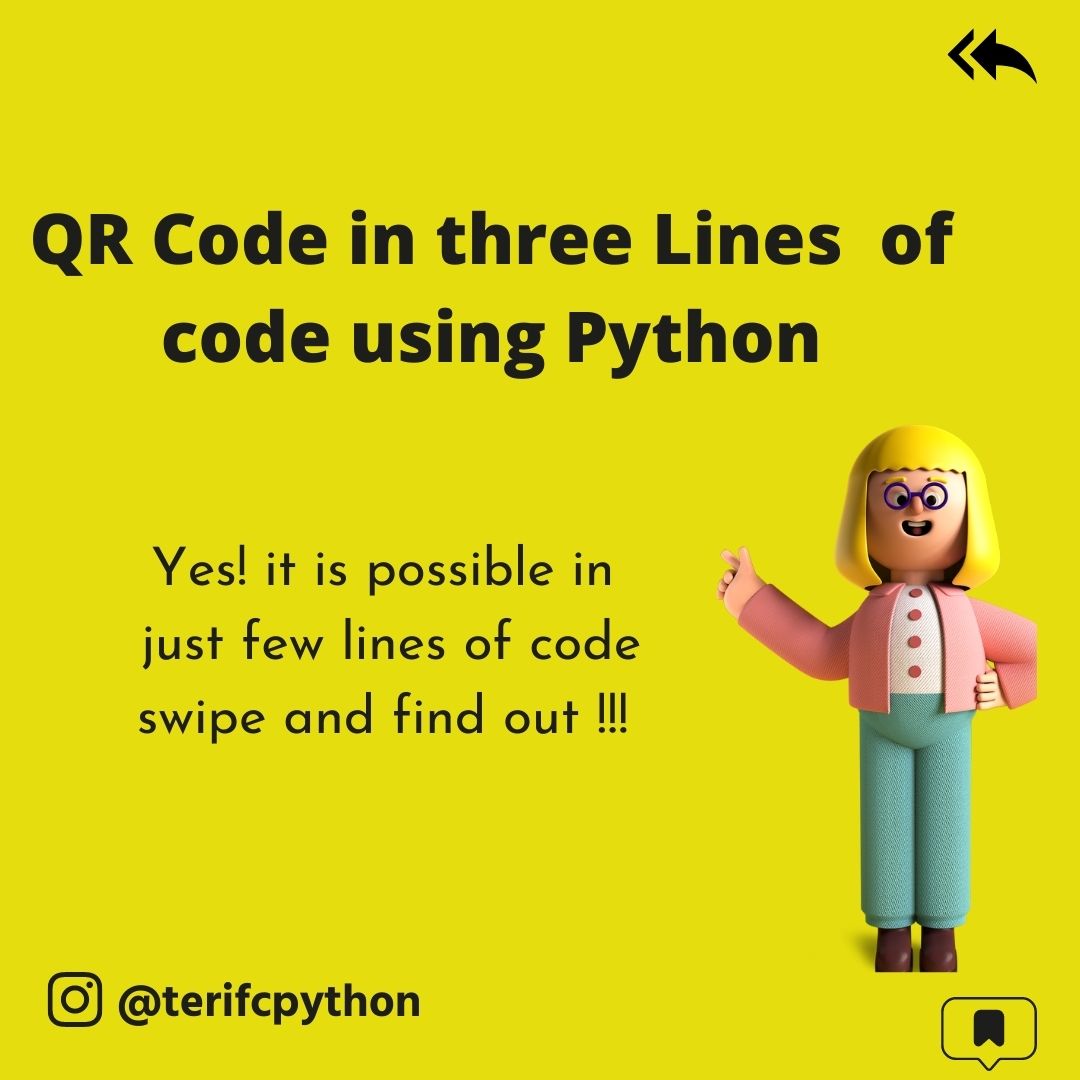 QR Code in three Lines  of
code using Python
Yes! it is possible in
just few lines of code
swipe and find out !!!
@terifcpython